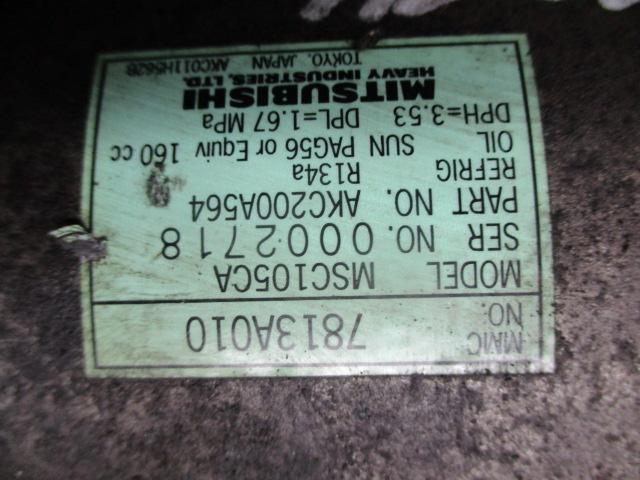 MMC NO. 7813A010
MODEL MSC105CA
SER NO. 0002718
PART NO. AKC200A564
REFRIG R134a
OIL SUN PAG56 or Equiv 160 cc
DPH=3.53 DPL=1.67 MPa
MITSUBISHI
HEAVY INDUSTRIES, LTD.
TOKYO, JAPAN AKC011H562B